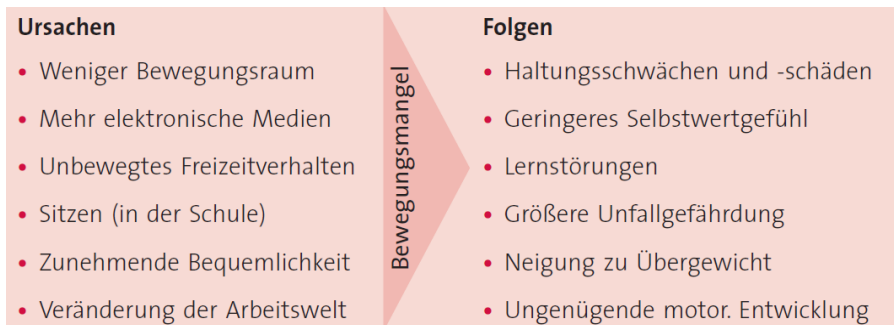 Ursachen
• Weniger Bewegungsraum
• Mehr elektronische Medien
• Unbewegtes Freizeitverhalten
• Sitzen (in der Schule)
• Zunehmende Bequemlichkeit
• Veränderung der Arbeitswelt
Bewegungsmangel
Folgen
• Haltungsschwächen und -schäden
• Geringeres Selbstwertgefühl
• Lernstörungen
• Größere Unfallgefährdung
• Neigung zu Übergewicht
• Ungenügende motor. Entwicklung